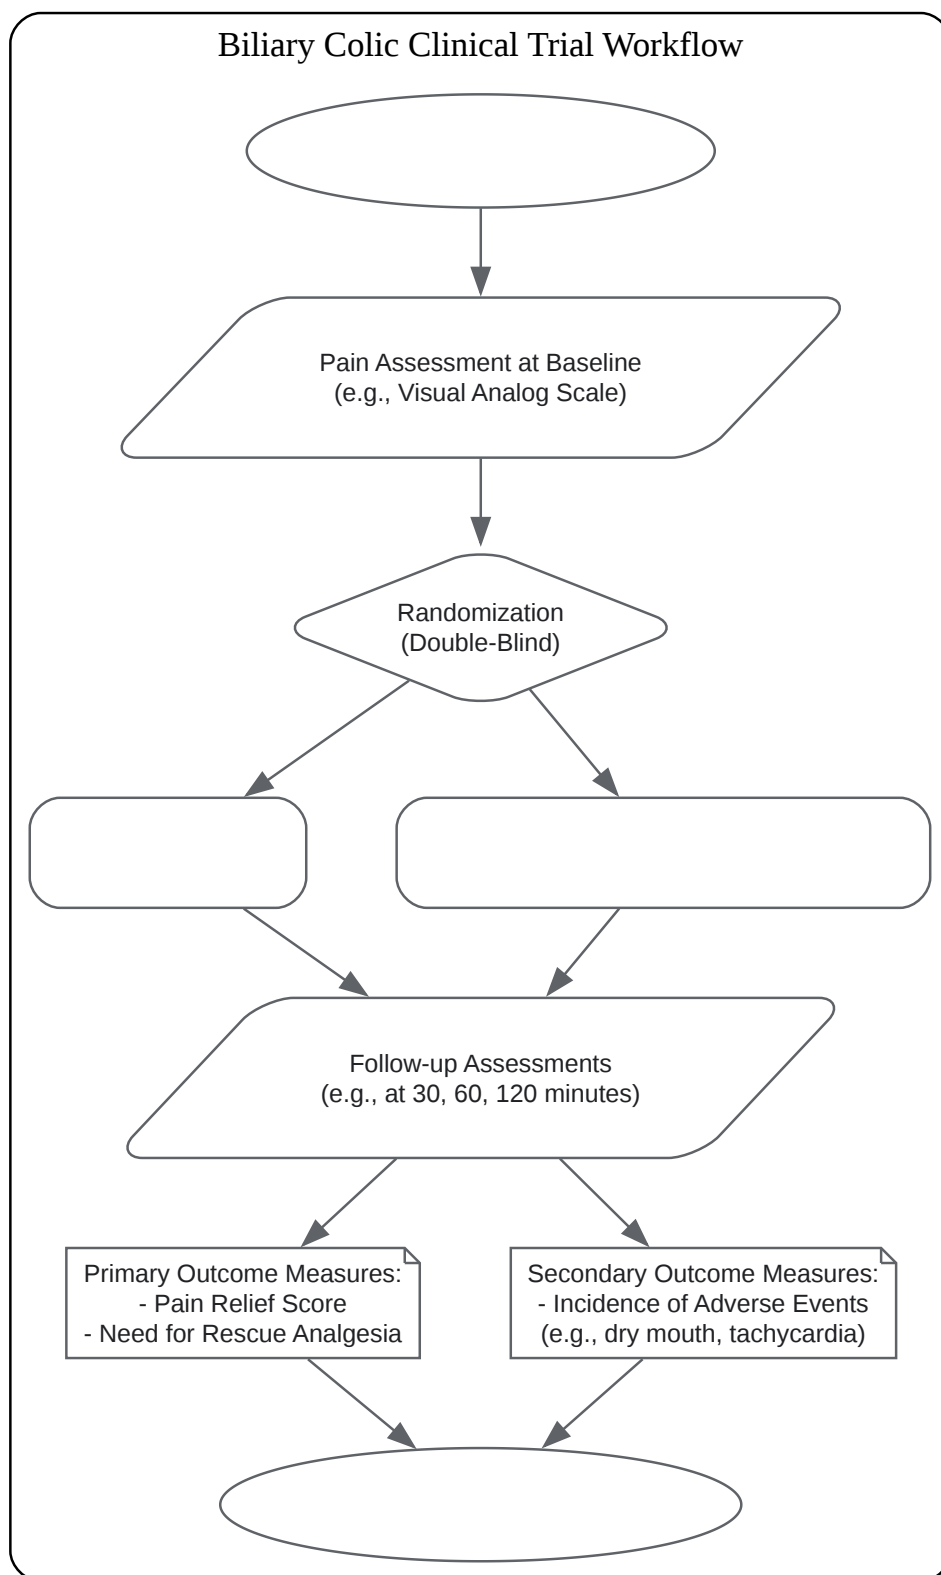 Biliary Colic Clinical Trial Workflow
Pain Assessment at Baseline
(e.g., Visual Analog Scale)
Randomization
(Double-Blind)
Follow-up Assessments
(e.g., at 30, 60, 120 minutes)
Primary Outcome Measures:
- Pain Relief Score
- Need for Rescue Analgesia
Secondary Outcome Measures:
- Incidence of Adverse Events
(e.g., dry mouth, tachycardia)